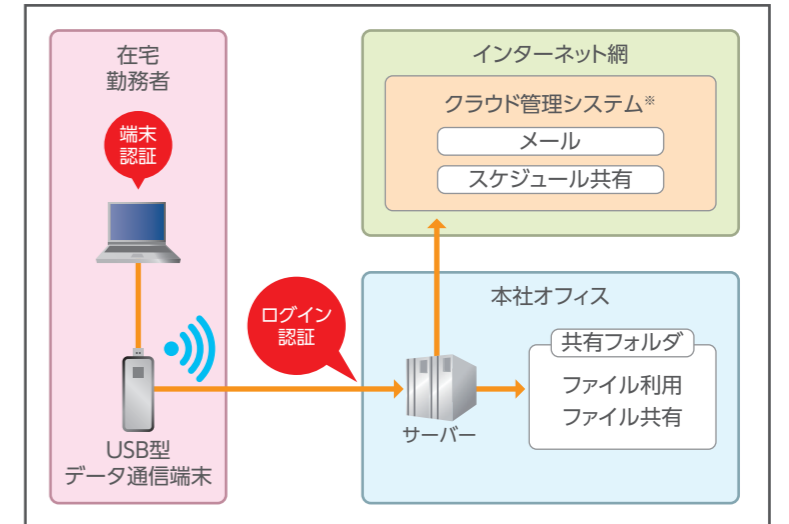 在宅
勤務者
端末
認証
USB型
データ通信端末
ログイン
認証
インターネット網
クラウド管理システム※
メール
スケジュール共有
本社オフィス
サーバー
共有フォルダ
ファイル利用
ファイル共有